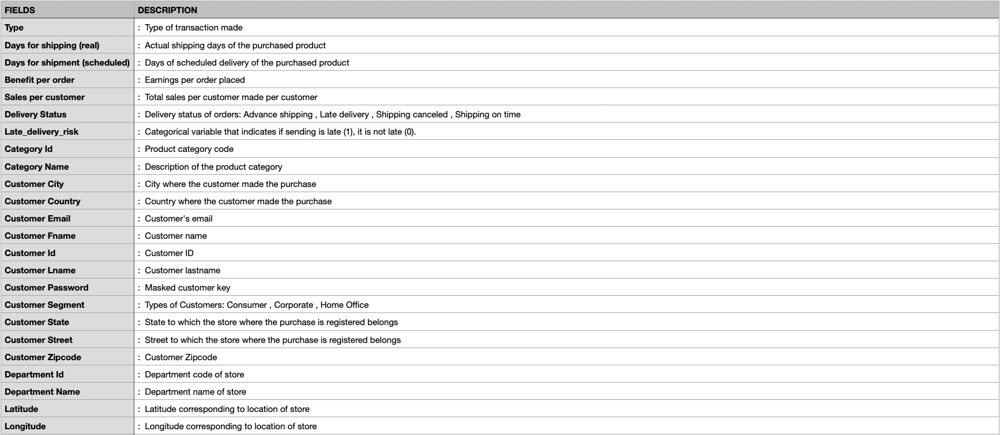 FIELDS DESCRIPTION
Type : Type of transaction made
Days for shipping (real) : Actual shipping days of the purchased product
Days for shipment (scheduled) : Days of scheduled delivery of the purchased product
Benefit per order : Earnings per order placed
Sales per customer : Total sales per customer made per customer
Delivery Status : Delivery status of orders: Advance shipping , Late delivery , Shipping canceled , Shipping on time
Late_delivery_risk : Categorical variable that indicates if sending is late (1), it is not late (0).
Category Id : Product category code
Category Name : Description of the product category
Customer City : City where the customer made the purchase
Customer Country : Country where the customer made the purchase
Customer Email : Customer's email
Customer Fname : Customer name
Customer Id : Customer ID
Customer Lname : Customer lastname
Customer Password : Masked customer key
Customer Segment : Types of Customers: Consumer , Corporate , Home Office
Customer State : State to which the store where the purchase is registered belongs
Customer Street : Street to which the store where the purchase is registered belongs
Customer Zipcode : Customer Zipcode
Department Id : Department code of store
Department Name : Department name of store
Latitude : Latitude corresponding to location of store
Longitude : Longitude corresponding to location of store